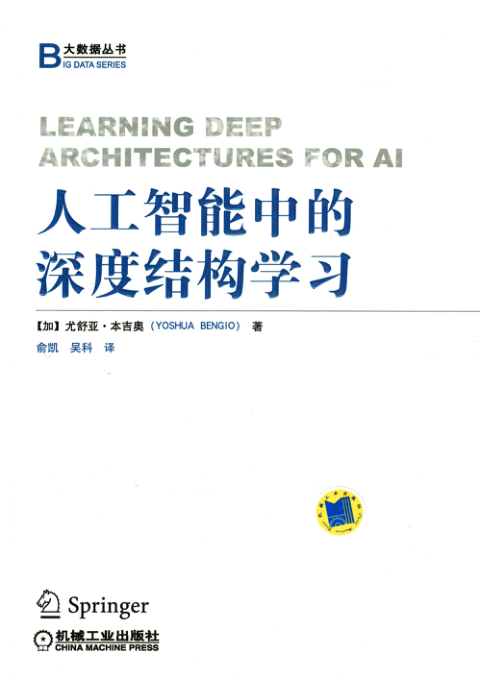 B 大数据丛书
IG DATA SERIES
LEARNING DEEP
ARCHITECTURES FOR AI
人工智能中的
深度结构学习
【加】尤舒亚·本吉奥（YOSHUA BENGIO） 著
俞凯 吴科 译
Springer
机械工业出版社
CHINA MACHINE PRESS